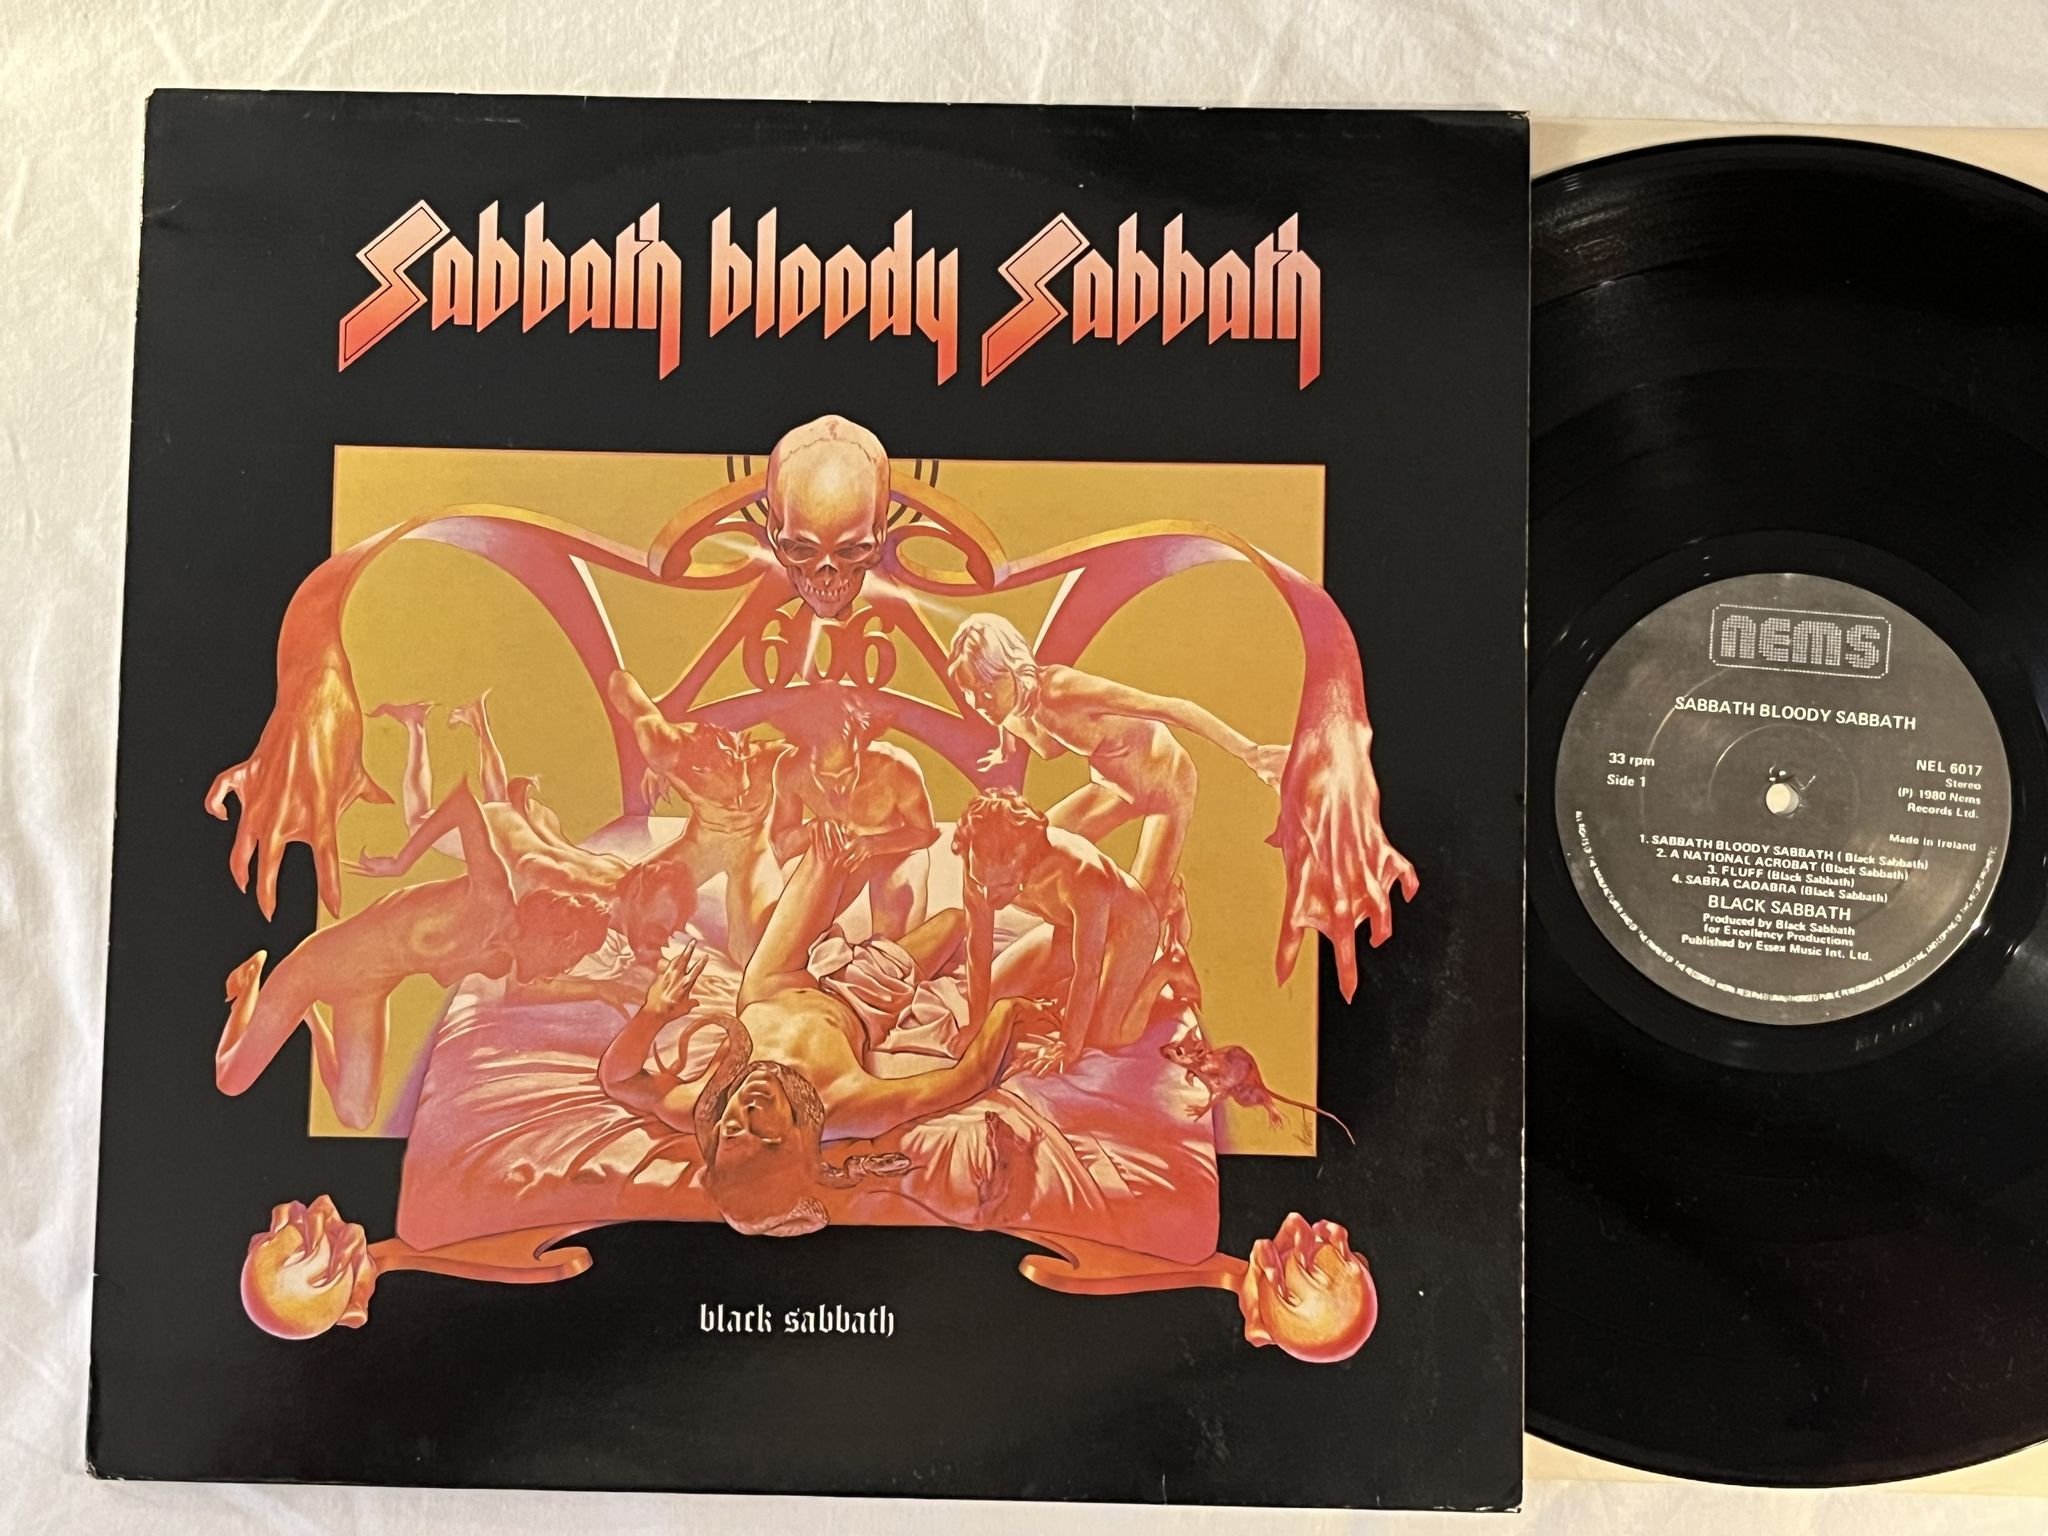 Sabbath bloody Sabbath
666
black sabbath
nems
SABBATH BLOODY SABBATH
33 rpm
Side 1
NEL 6017
Stereo
(P) 1980 Nems
Records Ltd.
Made in Ireland
1. SABBATH BLOODY SABBATH ( Black Sabbath)
2. A NATIONAL ACROBAT (Black Sabbath)
3. FLUFF (Black Sabbath)
4. SABRA CADABRA (Black Sabbath)
BLACK SABBATH
Produced by Black Sabbath
for Excellency Productions
Published by Essex Music Int. Ltd.